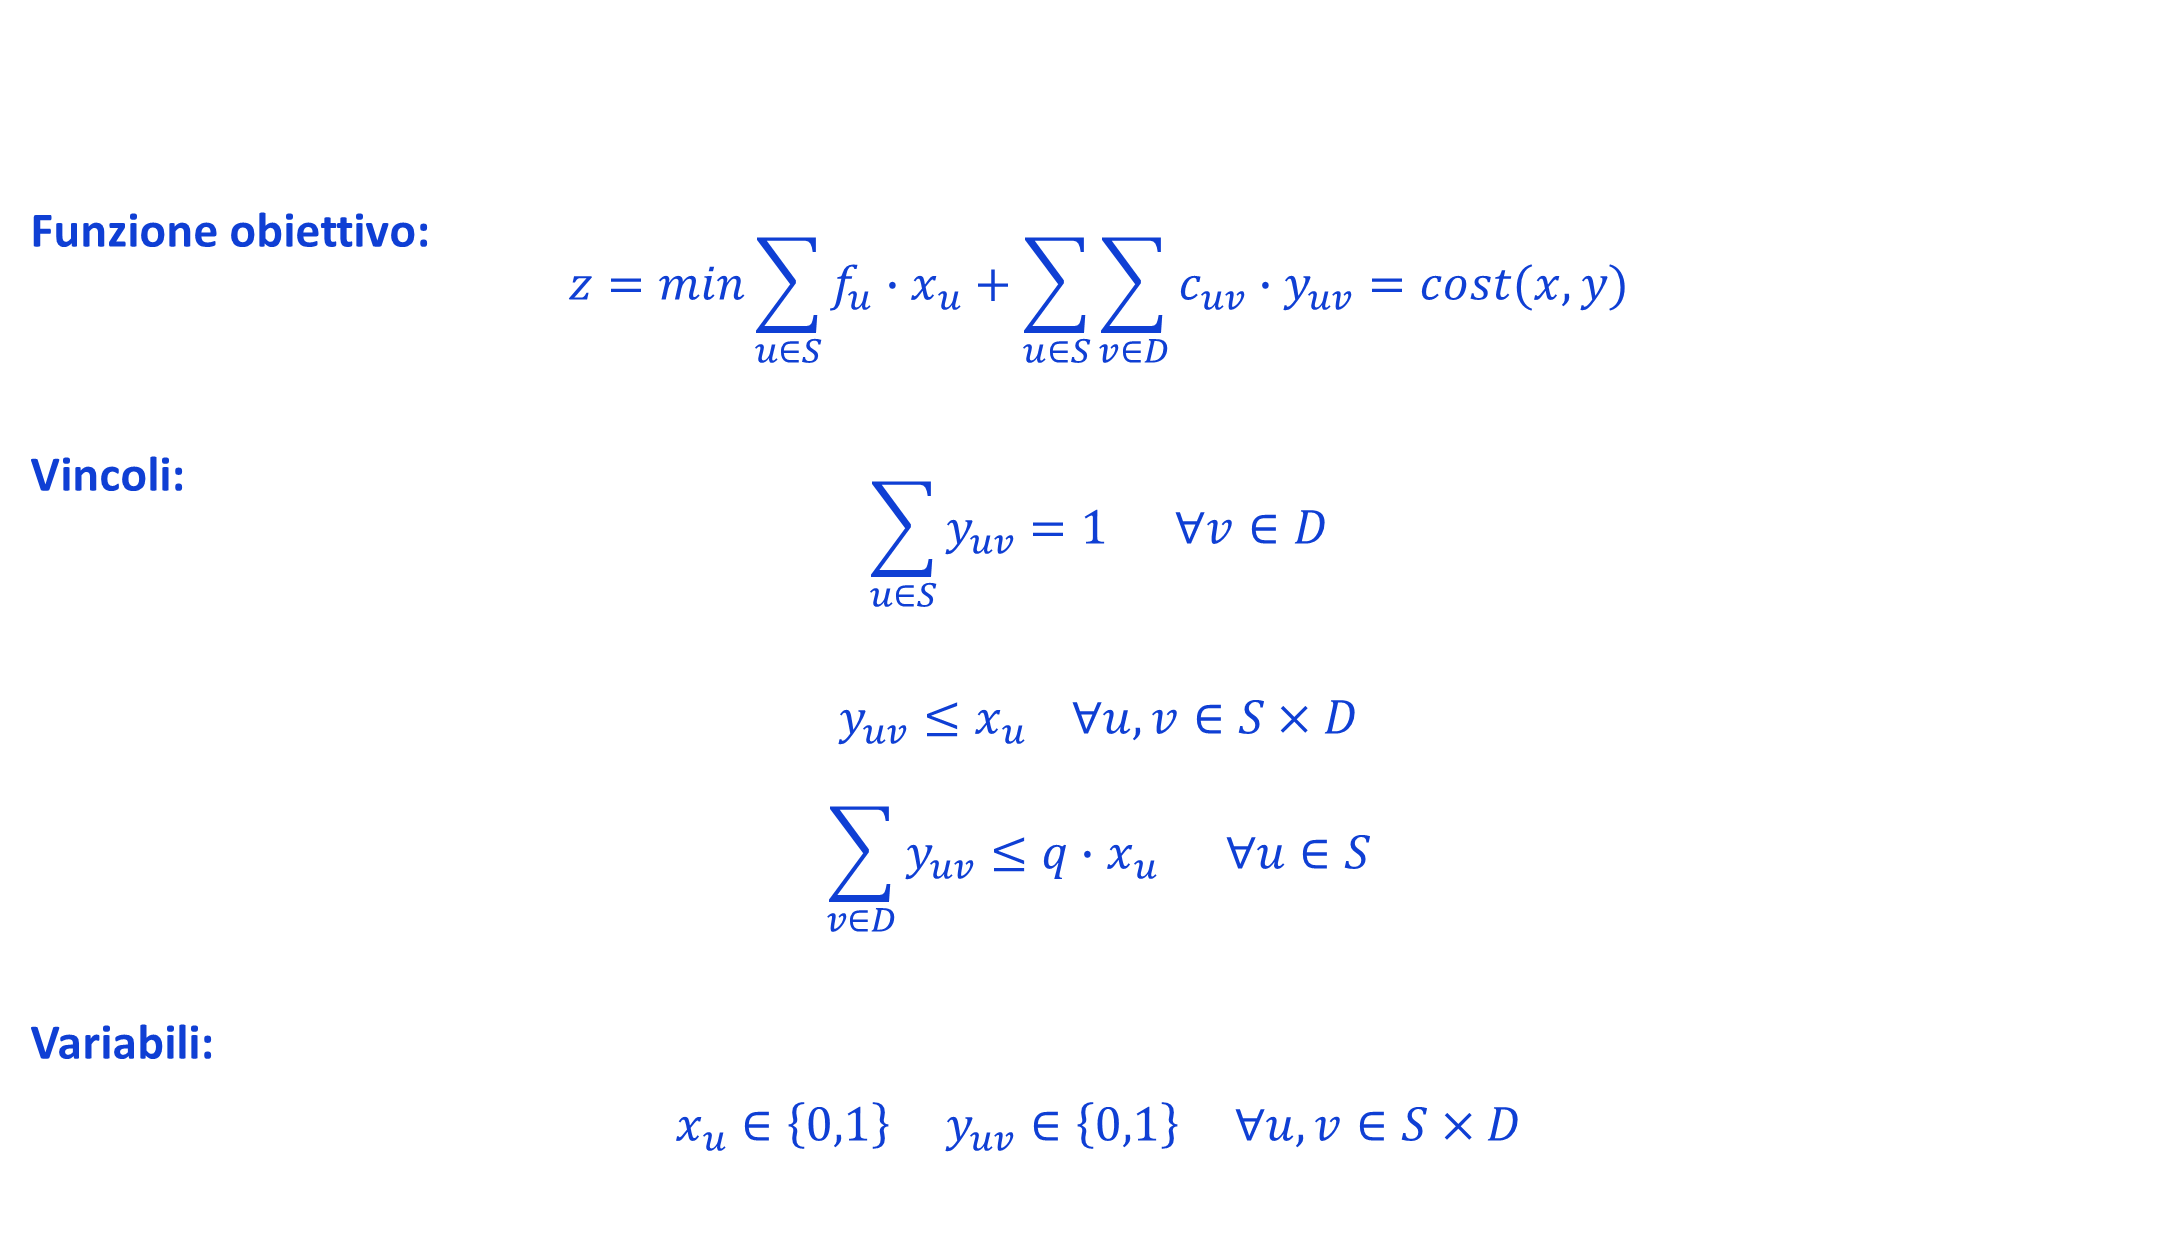 Funzione obiettivo:
z = min ∑_{u∈S} f_u · x_u + ∑_{u∈S} ∑_{v∈D} c_{uv} · y_{uv} = cost(x, y)
Vincoli:
∑_{u∈S} y_{uv} = 1 ∀v ∈ D
y_{uv} ≤ x_u ∀u, v ∈ S × D
∑_{v∈D} y_{uv} ≤ q · x_u ∀u ∈ S
Variabili:
x_u ∈ {0,1} y_{uv} ∈ {0,1} ∀u, v ∈ S × D